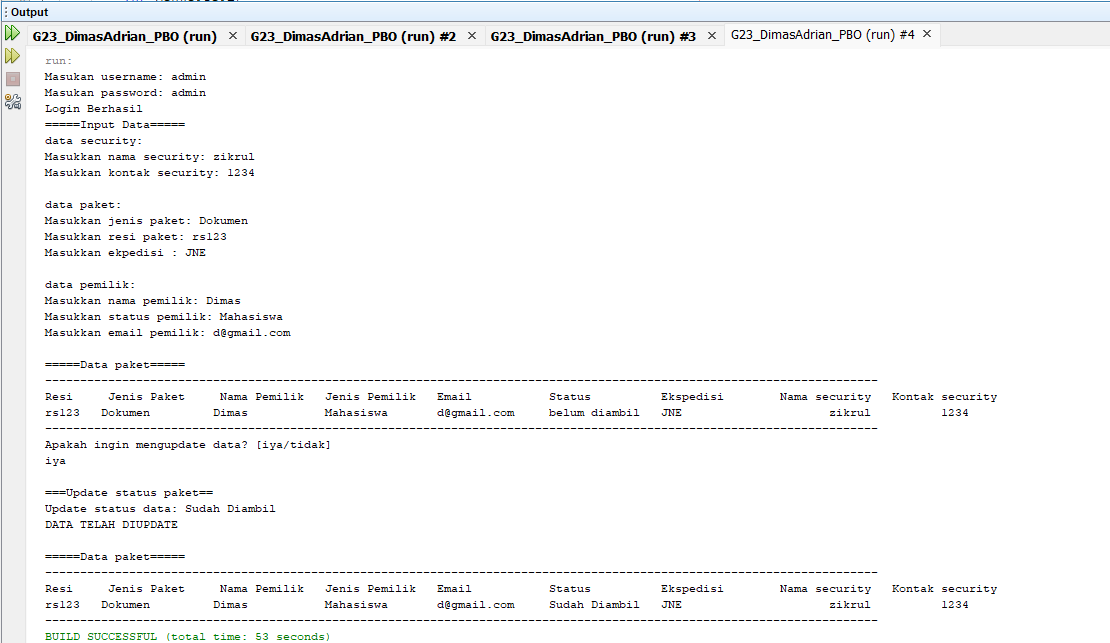 Output
G23_DimasAdrian_PBO (run) × G23_DimasAdrian_PBO (run) #2 × G23_DimasAdrian_PBO (run) #3 × G23_DimasAdrian_PBO (run) #4 ×
run:
Masukan username: admin
Masukan password: admin
Login Berhasil
=====Input Data=====
data security:
Masukkan nama security: zikrul
Masukkan kontak security: 1234
data paket:
Masukkan jenis paket: Dokumen
Masukkan resi paket: rs123
Masukkan ekpedisi : JNE
data pemilik:
Masukkan nama pemilik: Dimas
Masukkan status pemilik: Mahasiswa
Masukkan email pemilik: d@gmail.com
=====Data paket=====
-----------------------------------------------------------------------------------------------------------------------
Resi     Jenis Paket     Nama Pemilik   Jenis Pemilik   Email           Status          Ekspedisi        Nama security   Kontak security
rs123   Dokumen         Dimas           Mahasiswa       d@gmail.com     belum diambil   JNE                     zikrul          1234
-----------------------------------------------------------------------------------------------------------------------
Apakah ingin mengupdate data? [iya/tidak]
iya
===Update status paket==
Update status data: Sudah Diambil
DATA TELAH DIUPDATE
=====Data paket=====
-----------------------------------------------------------------------------------------------------------------------
Resi     Jenis Paket     Nama Pemilik   Jenis Pemilik   Email           Status          Ekspedisi        Nama security   Kontak security
rs123   Dokumen         Dimas           Mahasiswa       d@gmail.com     Sudah Diambil   JNE                     zikrul          1234
-----------------------------------------------------------------------------------------------------------------------
BUILD SUCCESSFUL (total time: 53 seconds)